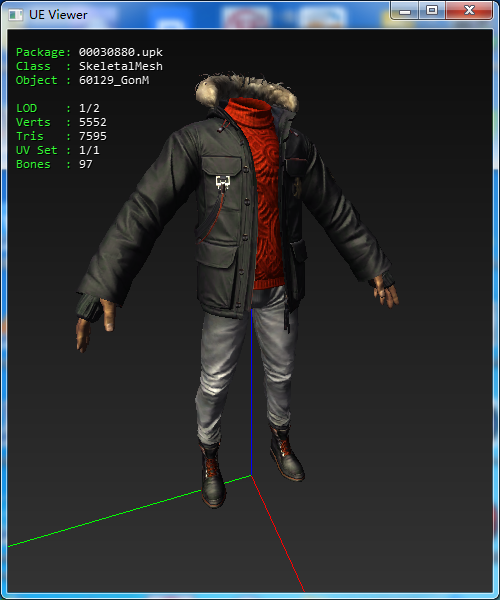 UE Viewer
Package: 00030880.upk
Class  : SkeletalMesh
Object : 60129_GonM
LOD    : 1/2
Verts  : 5552
Tris   : 7595
UV Set : 1/1
Bones  : 97